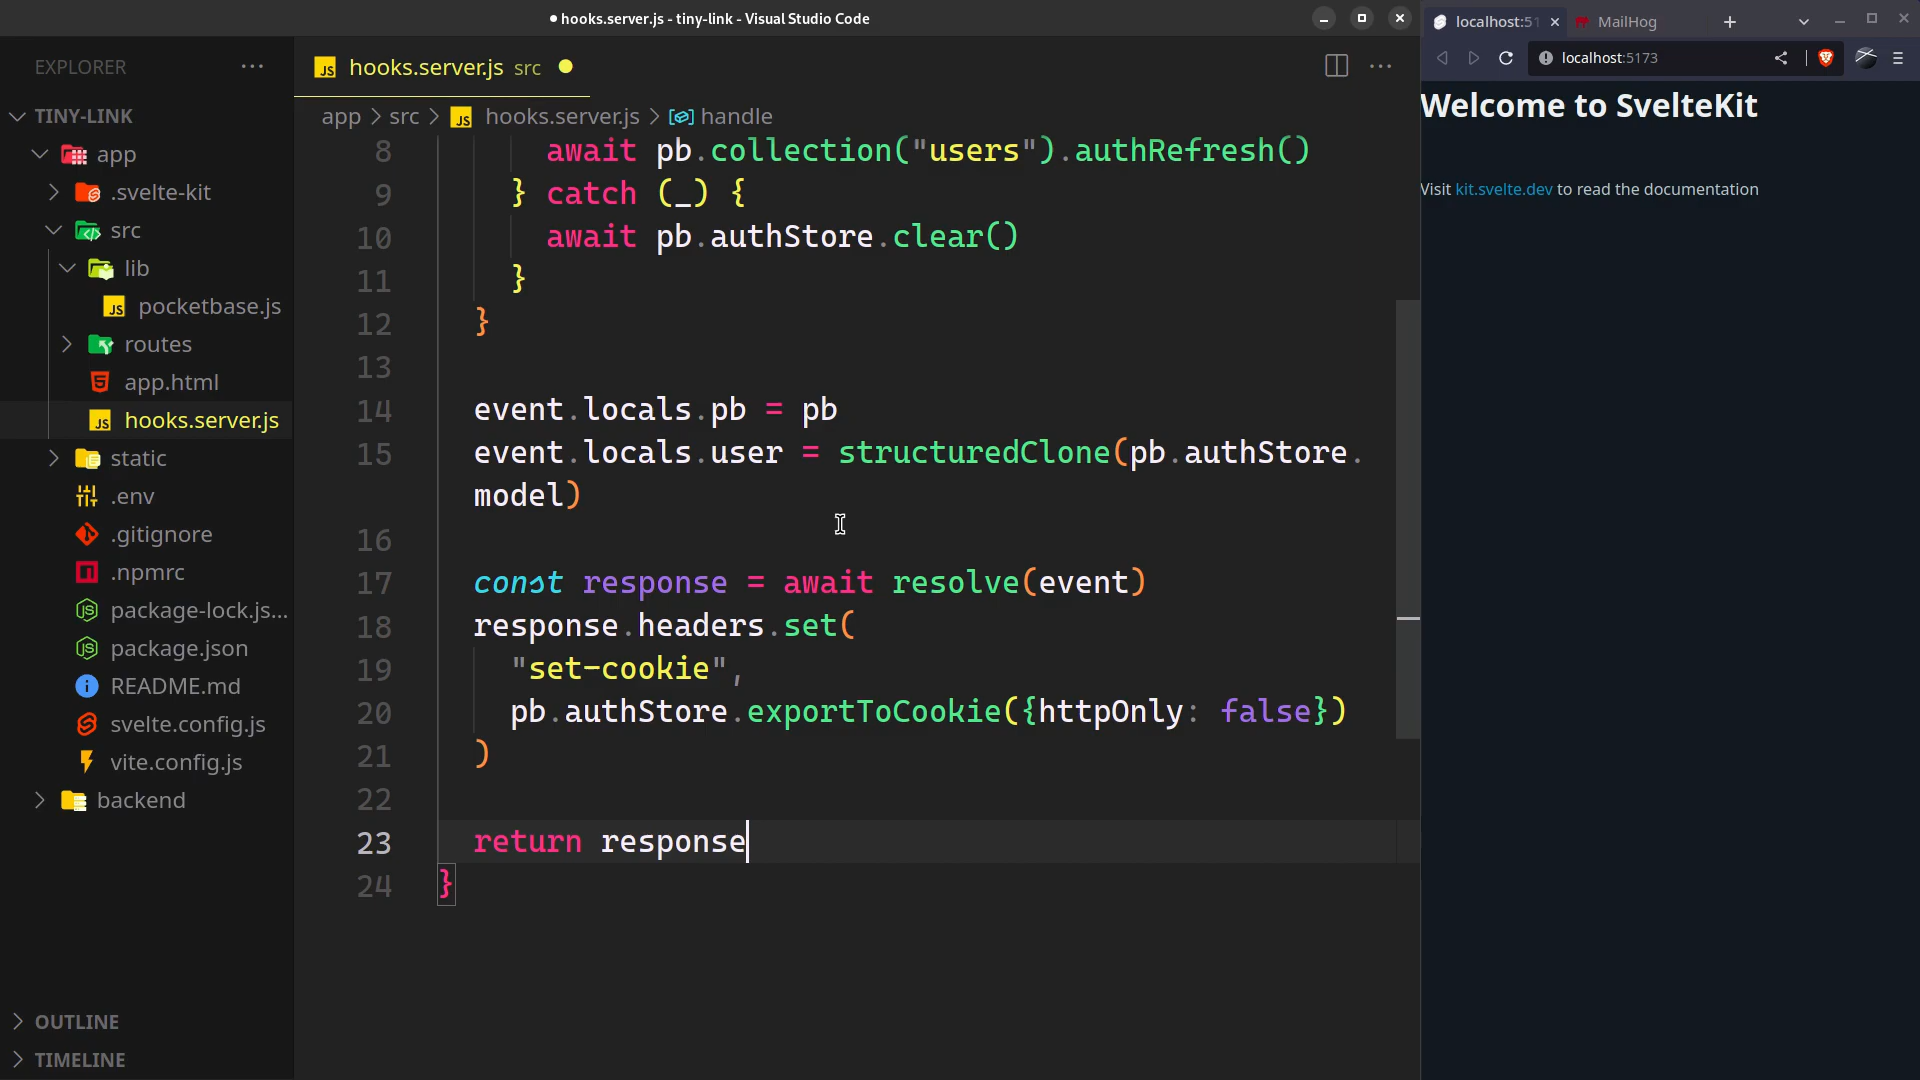 hooks.server.js - tiny-link - Visual Studio Code
EXPLORER
TINY-LINK
app
.svelte-kit
src
lib
pocketbase.js
routes
app.html
hooks.server.js
static
.env
.gitignore
.npmrc
package-lock.js...
package.json
README.md
svelte.config.js
vite.config.js
backend
OUTLINE
TIMELINE
JS hooks.server.js src
app > src > JS hooks.server.js > handle
8 await pb.collection("users").authRefresh()
9 } catch (_) {
10 await pb.authStore.clear()
11 }
12 }
13
14 event.locals.pb = pb
15 event.locals.user = structuredClone(pb.authStore.
model)
16
17 const response = await resolve(event)
18 response.headers.set(
19 "set-cookie",
20 pb.authStore.exportToCookie({httpOnly: false})
21 )
22
23 return response
24 }
localhost:51
MailHog
localhost:5173
Welcome to SvelteKit
Visit kit.svelte.dev to read the documentation